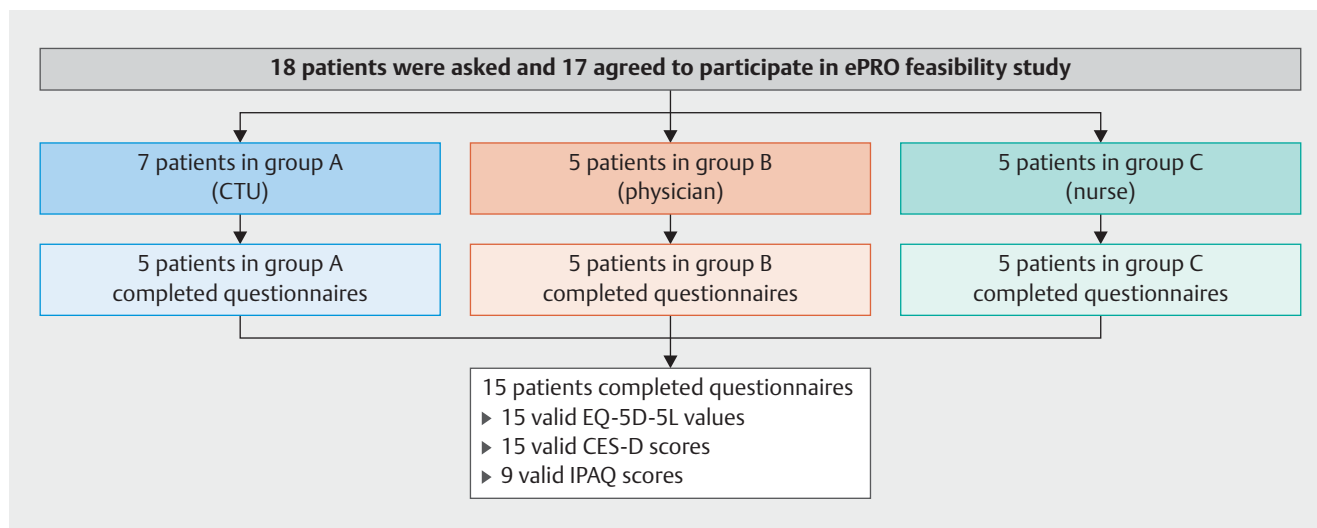 18 patients were asked and 17 agreed to participate in ePRO feasibility study
7 patients in group A
(CTU)
5 patients in group B
(physician)
5 patients in group C
(nurse)
5 patients in group A
completed questionnaires
5 patients in group B
completed questionnaires
5 patients in group C
completed questionnaires
15 patients completed questionnaires
▶ 15 valid EQ-5D-5L values
▶ 15 valid CES-D scores
▶ 9 valid IPAQ scores